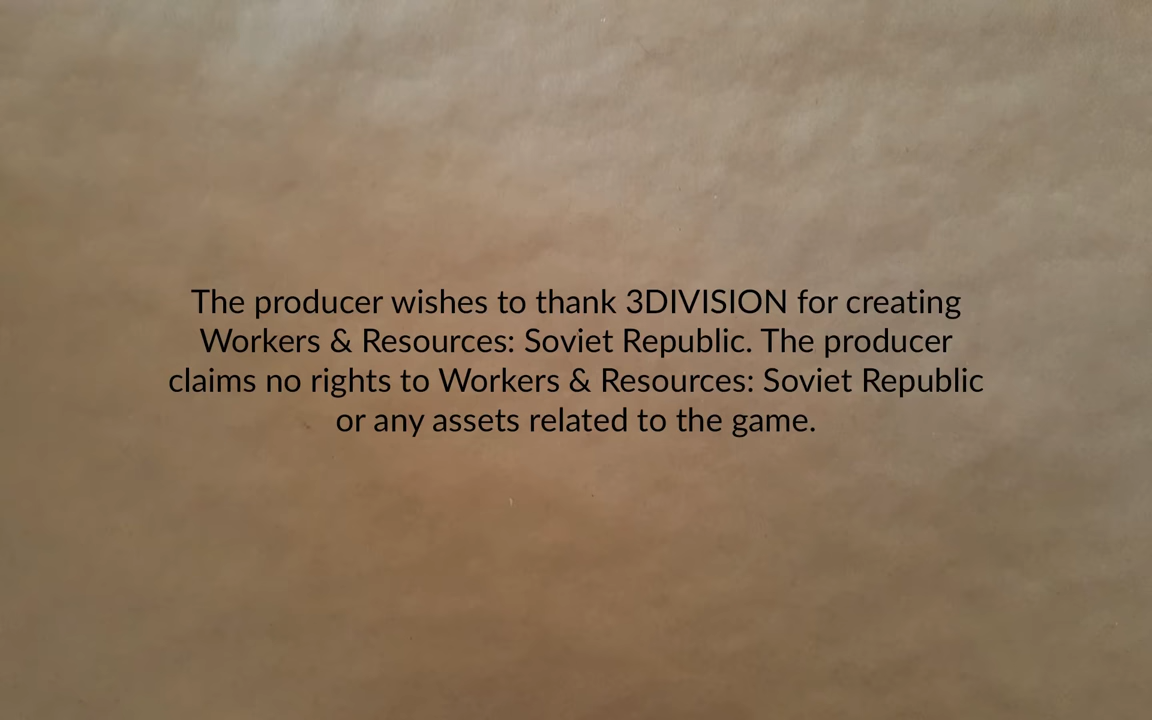 The producer wishes to thank 3DIVISION for creating
Workers & Resources: Soviet Republic. The producer
claims no rights to Workers & Resources: Soviet Republic
or any assets related to the game.